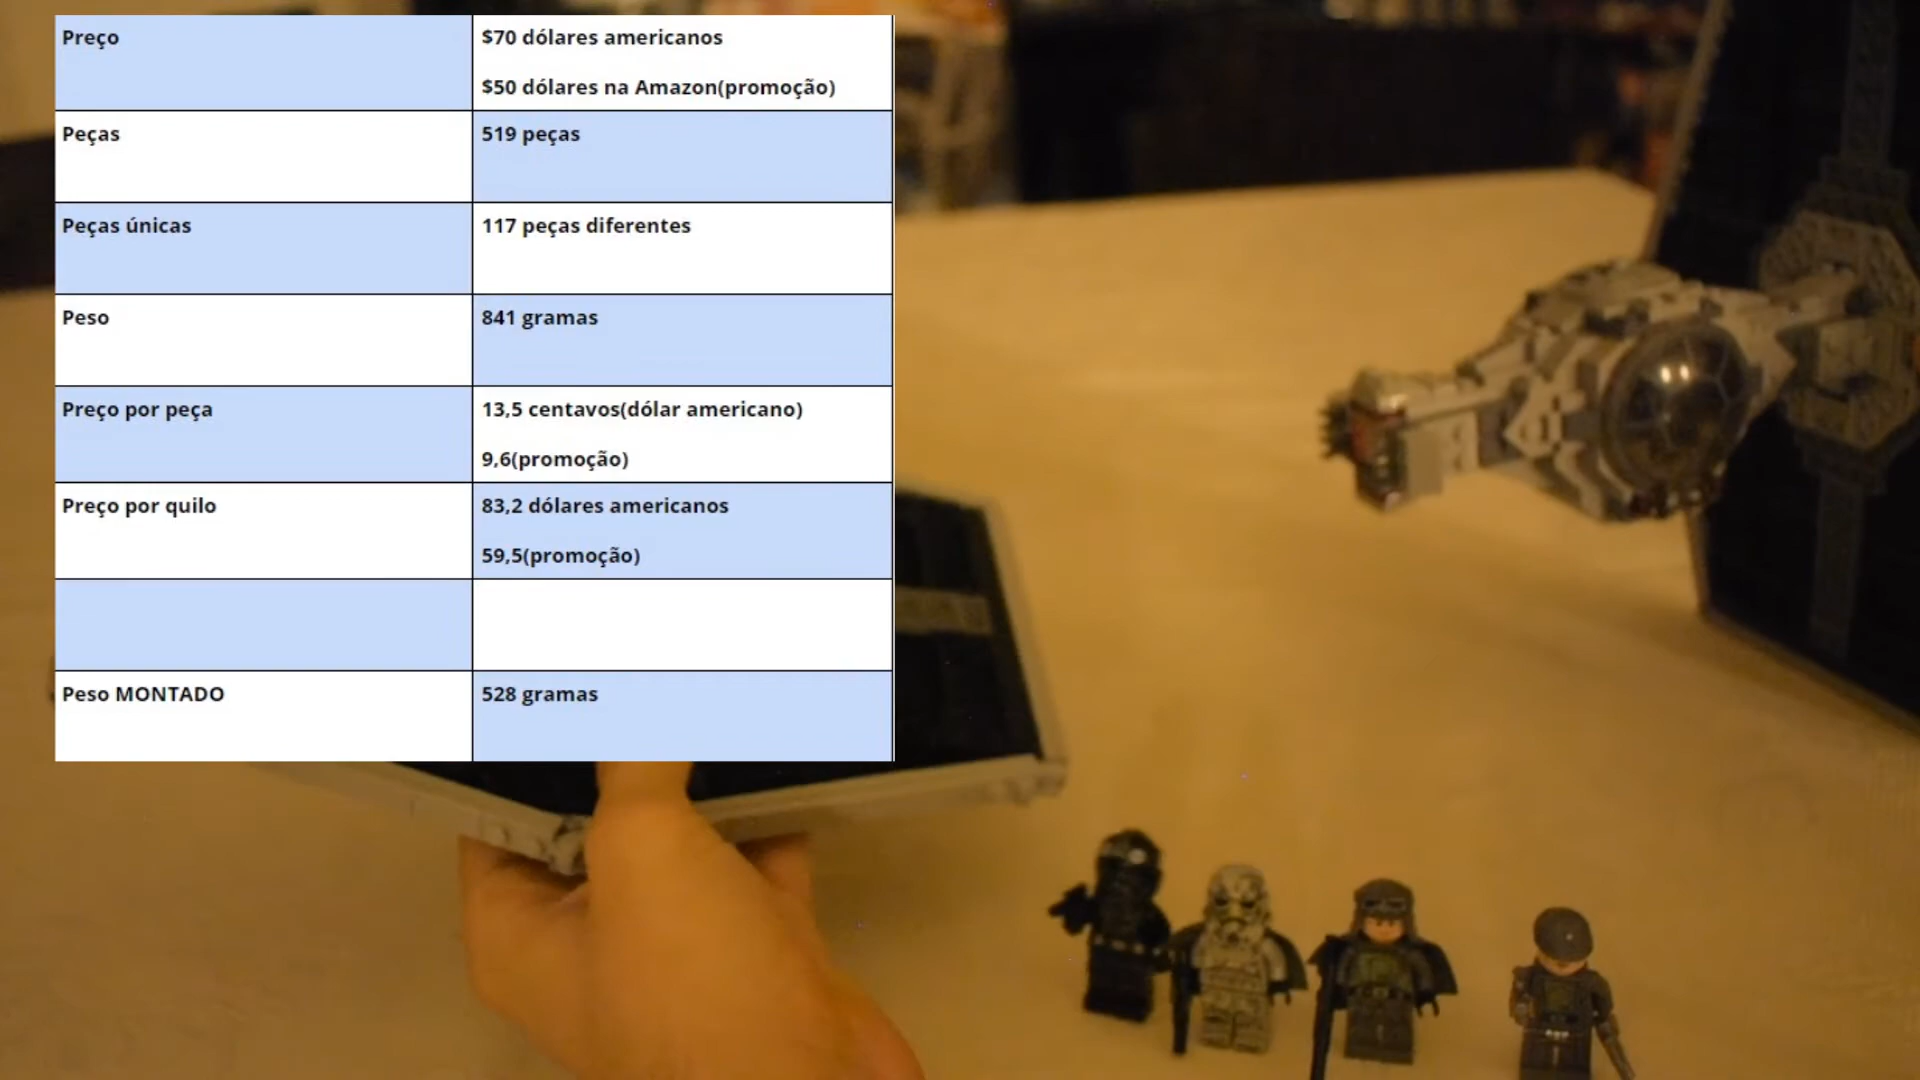 Preço
$70 dólares americanos
$50 dólares na Amazon(promoção)
Peças
519 peças
Peças únicas
117 peças diferentes
Peso
841 gramas
Preço por peça
13,5 centavos(dólar americano)
9,6(promoção)
Preço por quilo
83,2 dólares americanos
59,5(promoção)
Peso MONTADO
528 gramas